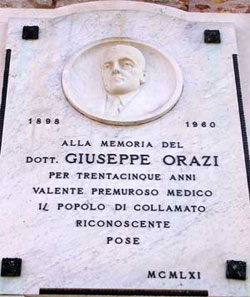 1898 1960
ALLA MEMORIA DEL
DOTT. GIUSEPPE ORAZI
PER TRENTACINQUE ANNI
VALENTE PREMUROSO MEDICO
IL POPOLO DI COLLAMATO
RICONOSCENTE
POSE
MCMLXI